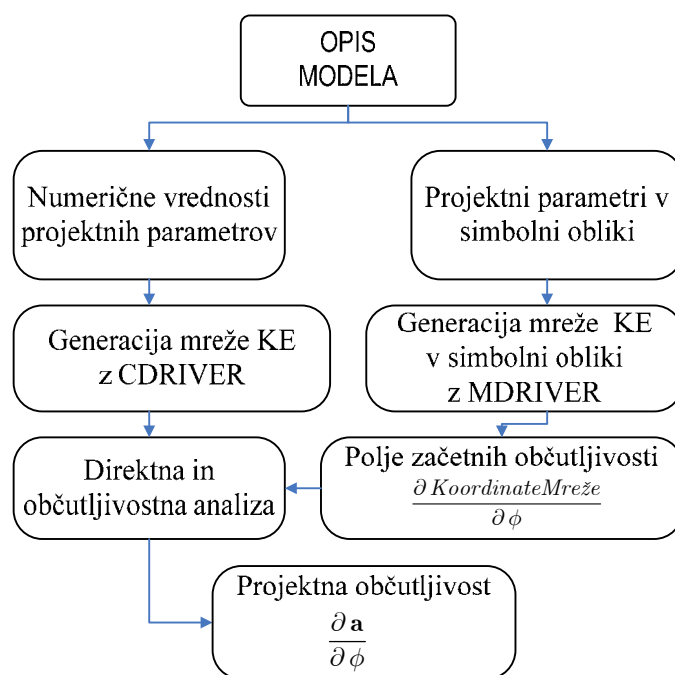 OPIS
MODELA
Numerične vrednosti
projektnih parametrov
Projektni parametri v
simbolni obliki
Generacija mreže KE
z CDRIVER
Generacija mreže KE
v simbolni obliki
z MDRIVER
Direktna in
občutljivostna analiza
Polje začetnih občutljivosti
∂ KoordinateMreže
∂ ϕ
Projektna občutljivost
∂ a
∂ ϕ